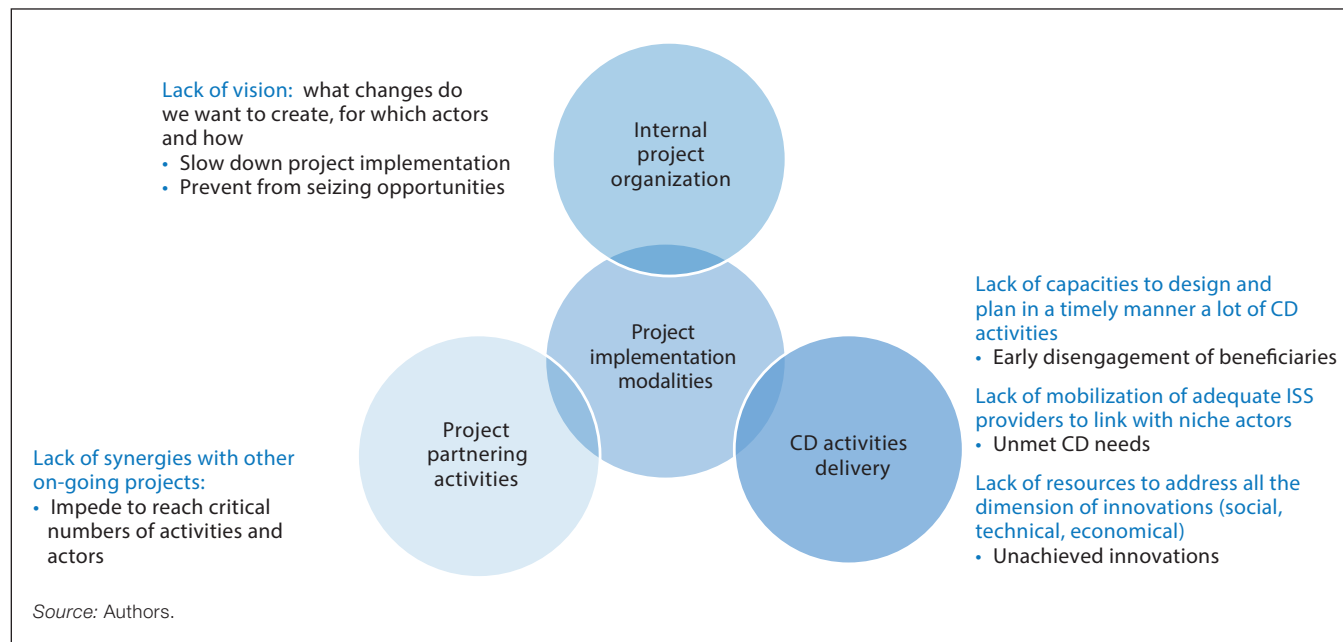 Lack of vision: what changes do
we want to create, for which actors
and how
• Slow down project implementation
• Prevent from seizing opportunities
Internal
project
organization
Project
implementation
modalities
Project
partnering
activities
CD activities
delivery
Lack of capacities to design and
plan in a timely manner a lot of CD
activities
• Early disengagement of beneficiaries
Lack of mobilization of adequate ISS
providers to link with niche actors
• Unmet CD needs
Lack of resources to address all the
dimension of innovations (social,
technical, economical)
• Unachieved innovations
Lack of synergies with other
on-going projects:
• Impede to reach critical
numbers of activities and
actors
Source: Authors.